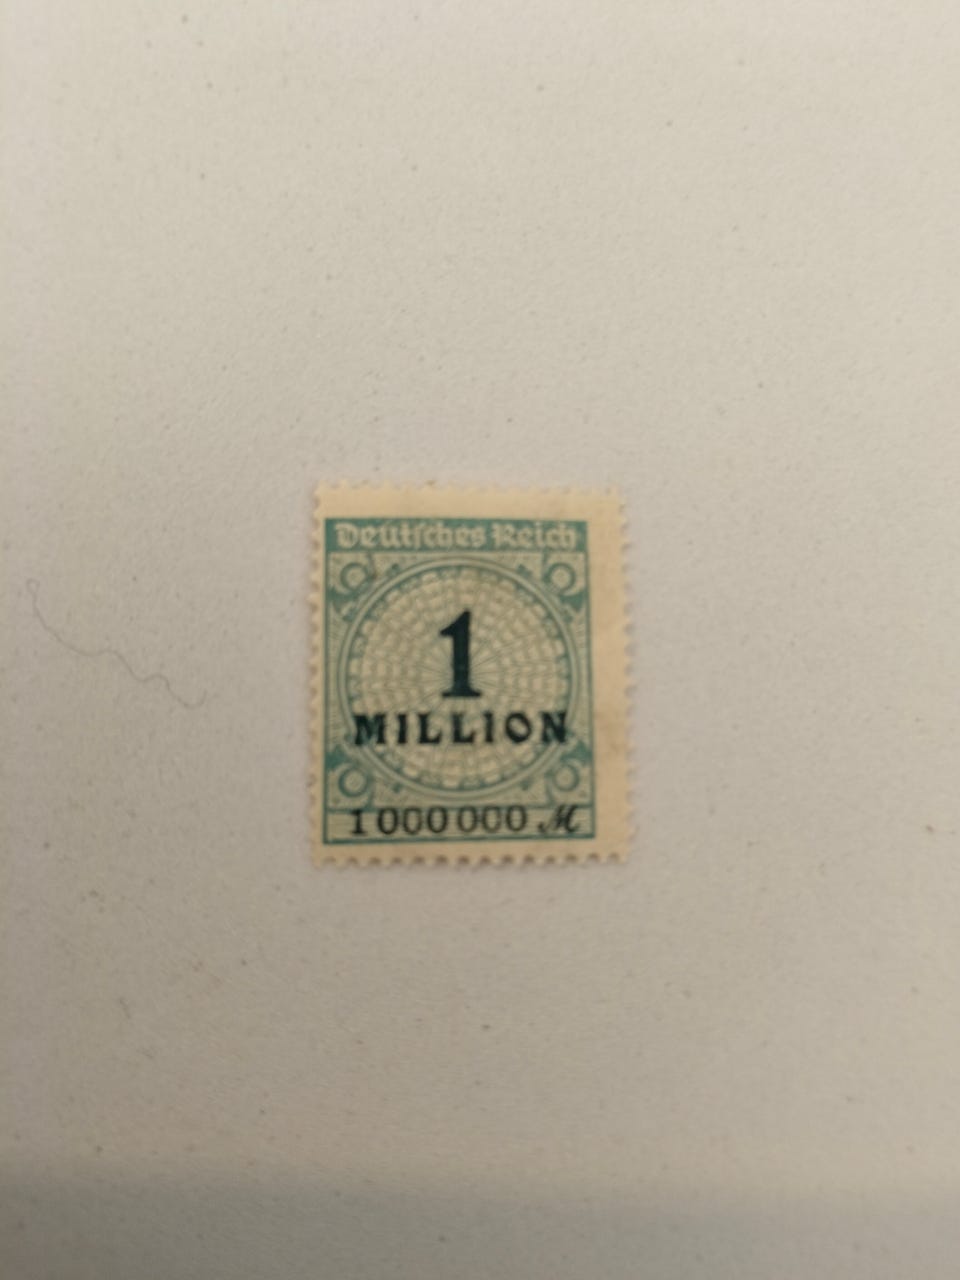 Deutsches Reich
1
MILLION
1000000 M